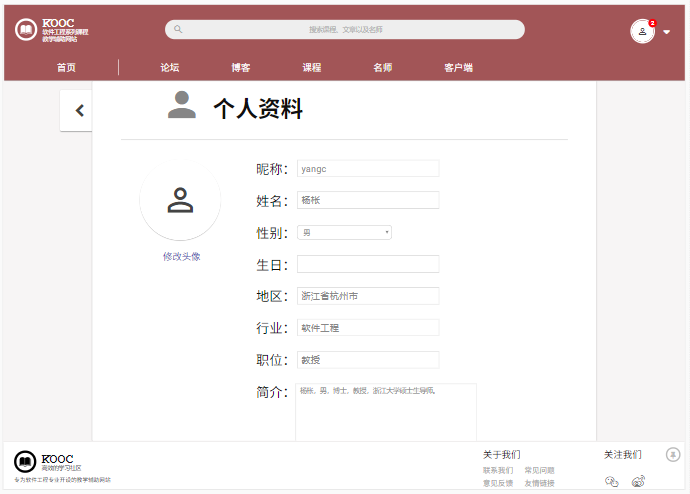 KOOC
软件工程系列课程
教学辅助网站
搜索课程、文章以及名师
2
首页
论坛
博客
课程
名师
客户端
个人资料
修改头像
昵称： yangc
姓名： 杨枨
性别： 男
生日：
地区： 浙江省杭州市
行业： 软件工程
职位： 教授
简介： 杨枨，男，博士，教授，浙江大学硕士生导师。
KOOC
高效的学习社区
专为软件工程专业开设的教学辅助网站
关于我们
联系我们 常见问题
意见反馈 友情链接
关注我们